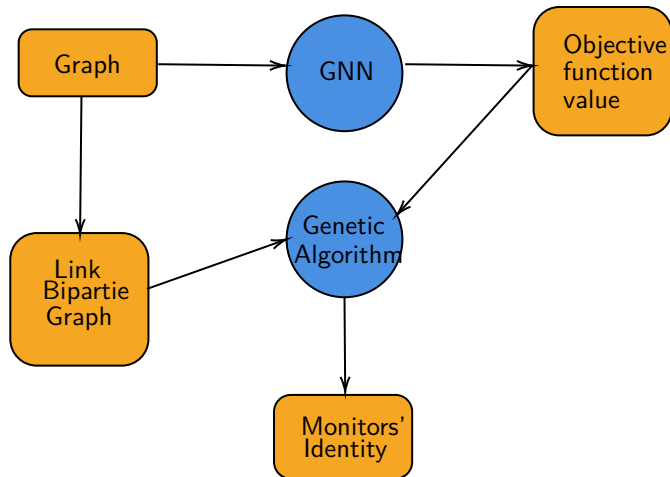 Graph
GNN
Objective
function
value
Genetic
Algorithm
Link
Bipartie
Graph
Monitors'
Identity